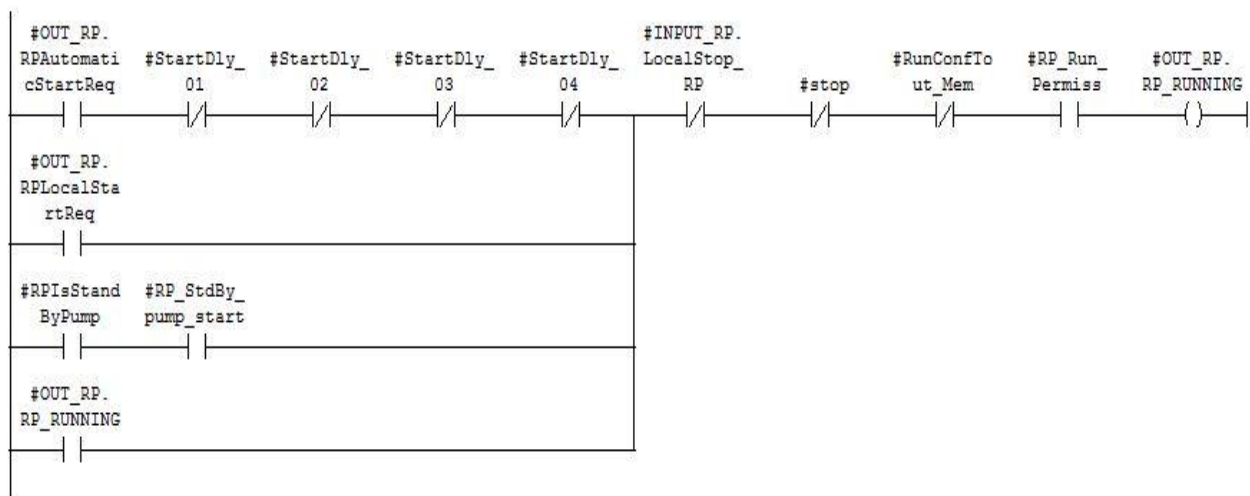 #OUT_RP.
RPAutomati
cStartReq
#StartDly_
01
#StartDly_
02
#StartDly_
03
#StartDly_
04
#INPUT_RP.
LocalStop_
RP
#stop
#RunConfTo
ut_Mem
#RP_Run_
Permiss
#OUT_RP.
RP_RUNNING
#OUT_RP.
RPLocalSta
rtReq
#RPIsStand
ByPump
#RP_StdBy_
pump_start
#OUT_RP.
RP_RUNNING